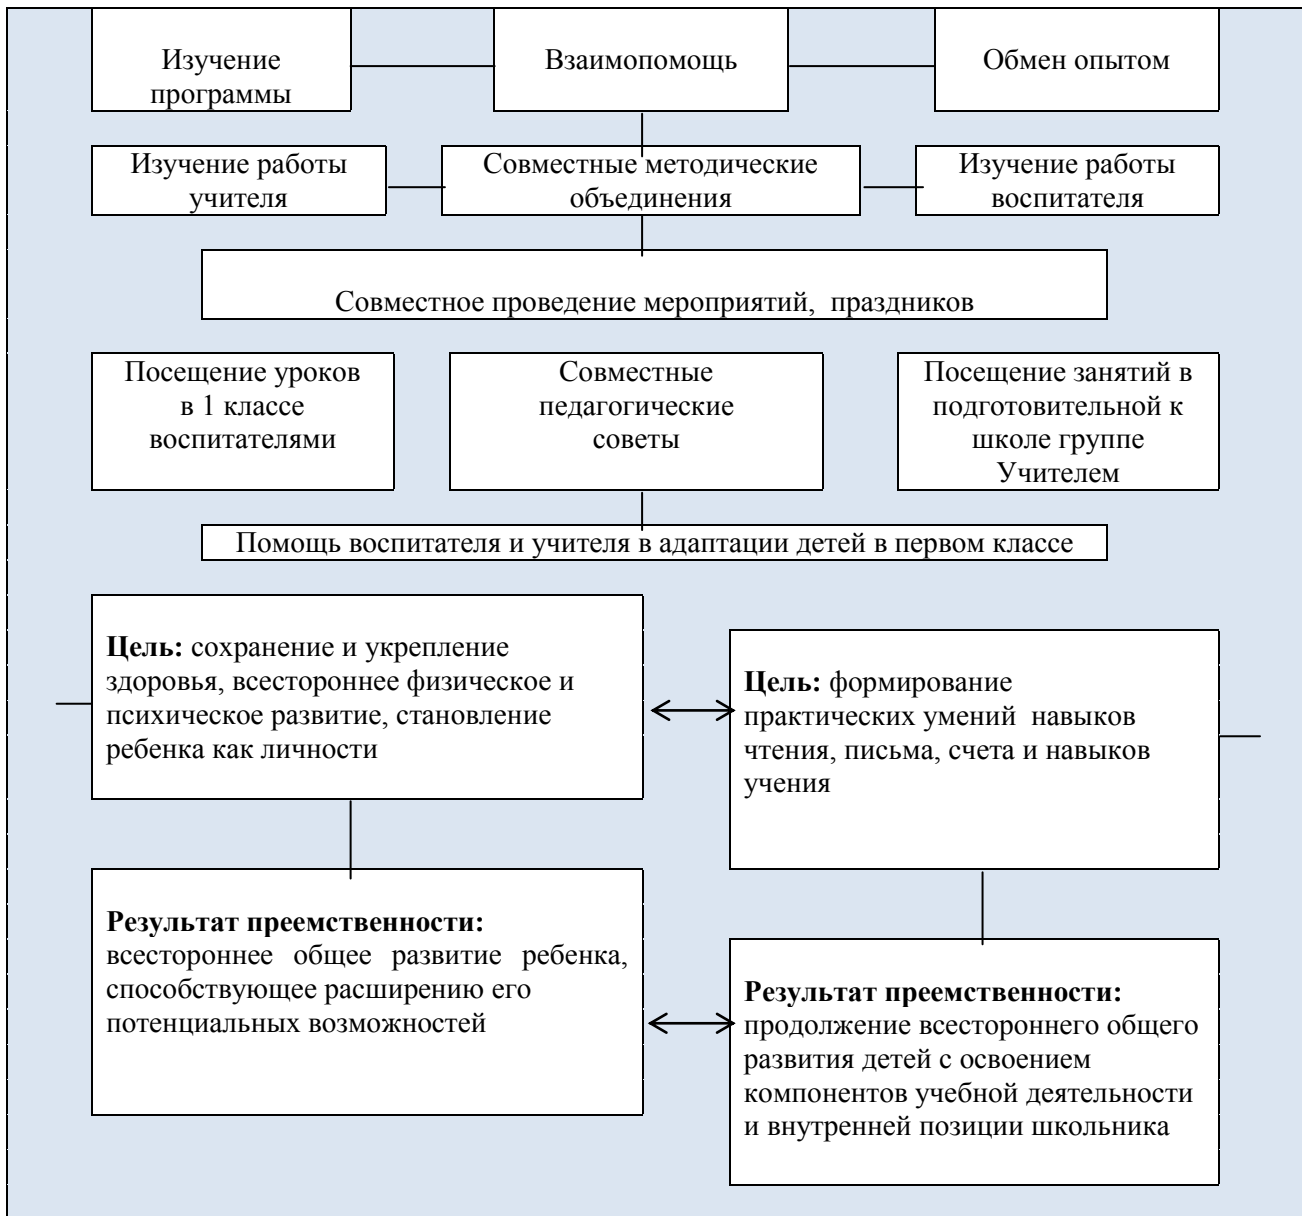 Изучение
программы
Взаимопомощь
Обмен опытом
Изучение работы
учителя
Совместные методические
объединения
Изучение работы
воспитателя
Совместное проведение мероприятий, праздников
Посещение уроков
в 1 классе
воспитателями
Совместные
педагогические
советы
Посещение занятий в
подготовительной к
школе группе
Учителем
Помощь воспитателя и учителя в адаптации детей в первом классе
Цель: сохранение и укрепление
здоровья, всестороннее физическое и
психическое развитие, становление
ребенка как личности
Цель: формирование
практических умений навыков
чтения, письма, счета и навыков
учения
Результат преемственности:
всестороннее общее развитие ребенка,
способствующее расширению его
потенциальных возможностей
Результат преемственности:
продолжение всестороннего общего
развития детей с освоением
компонентов учебной деятельности
и внутренней позиции школьника